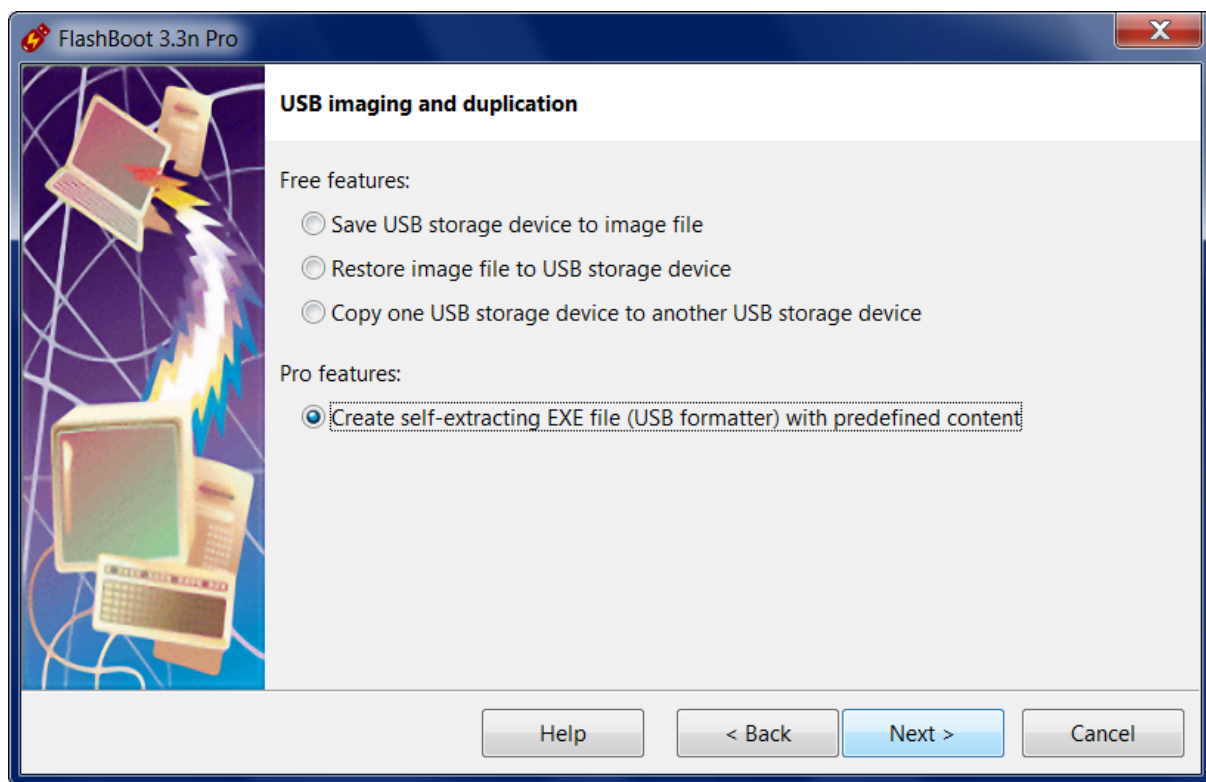 FlashBoot 3.3n Pro
X
USB imaging and duplication
Free features:
Save USB storage device to image file
Restore image file to USB storage device
Copy one USB storage device to another USB storage device
Pro features:
Create self-extracting EXE file (USB formatter) with predefined content
Help
< Back
Next >
Cancel